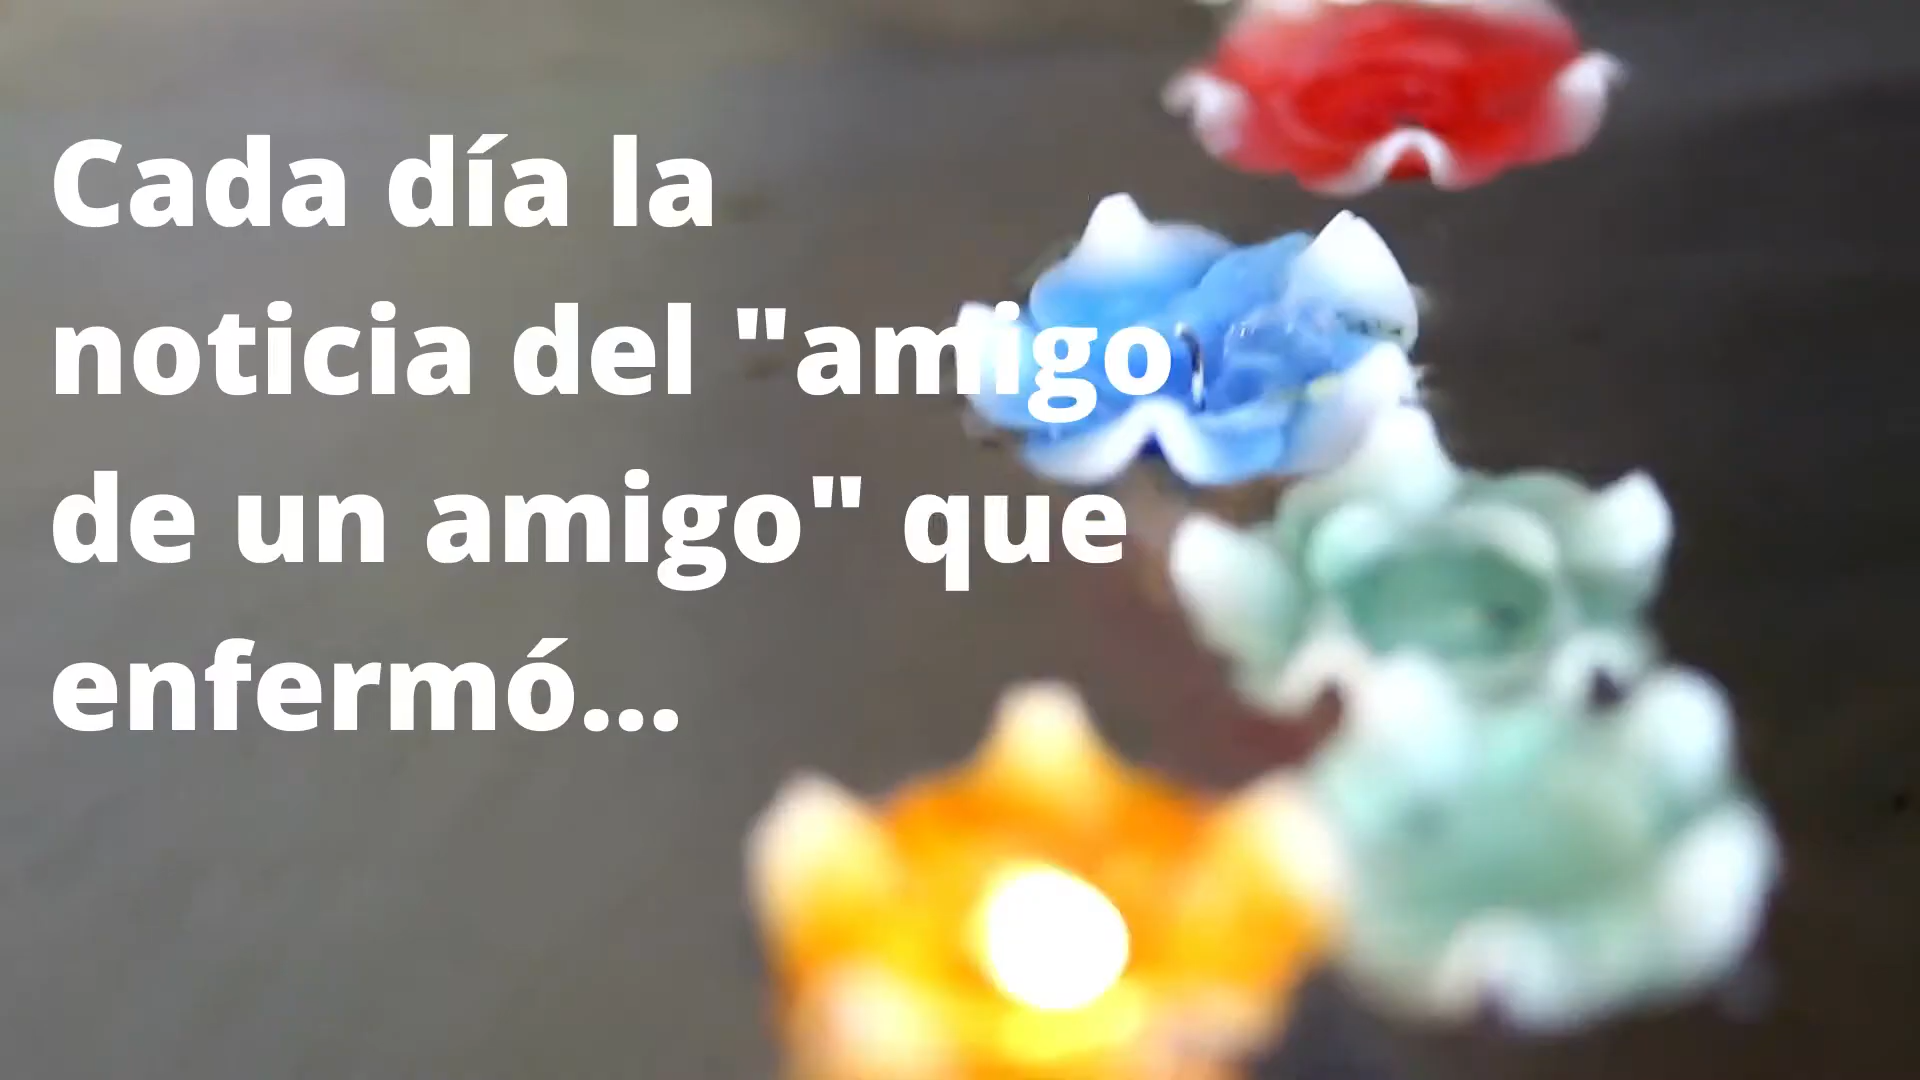 Cada día la
noticia del "amigo
de un amigo" que
enfermó...